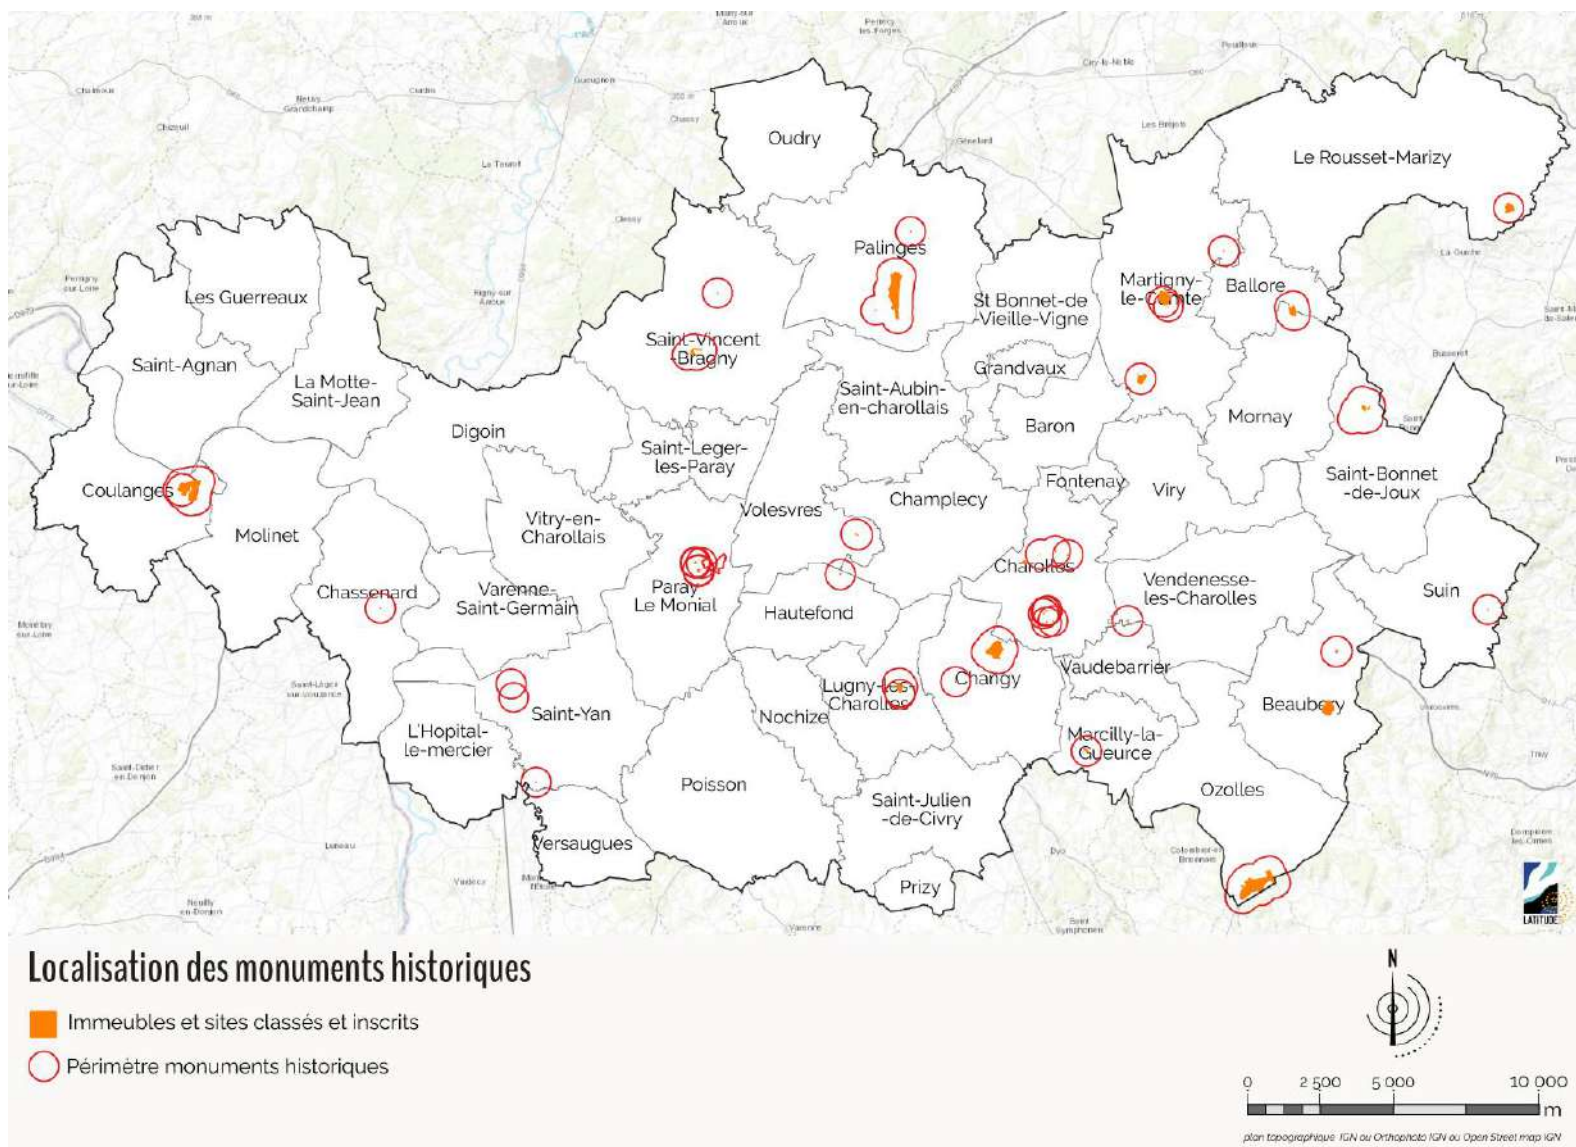 Gueugnon
Oudry
Le Rousset-Marizy
Palinges
Les Guerreaux
Martigny-
le-Comte
Ballore
St Bonnet-de
-Vieille-Vigne
Saint-Vincent
-Bragny
Saint-Agnan
La Motte-
Saint-Jean
Grandvaux
Saint-Aubin-
en-charollais
Digoin
Baron
Mornay
Saint-Leger-
les-Paray
Saint-Bonnet
-de-Joux
Coulanges
Fontenay
Viry
Champlecy
Volesvres
Vitry-en-
Charollais
Molinet
Charolles
Chassenard
Varenne-
Saint-Germain
Paray
Le Monial
Hautefond
Vendenesse-
les-Charolles
Suin
Vaudebarrier
Changy
Lugny-les-
Charolles
Nochize
Saint-Yan
Beaubery
L'Hopital-
le-mercier
Marcilly-la-
Gueurce
Poisson
Ozolles
Saint-Julien
-de-Civry
Versaugues
Prizy
LATITUDE
Localisation des monuments historiques
Immeubles et sites classés et inscrits
Périmètre monuments historiques
N
0 2 500 5 000 10 000
m
plan topographique IGN ou Orthophoto IGN ou Open Street map IGN